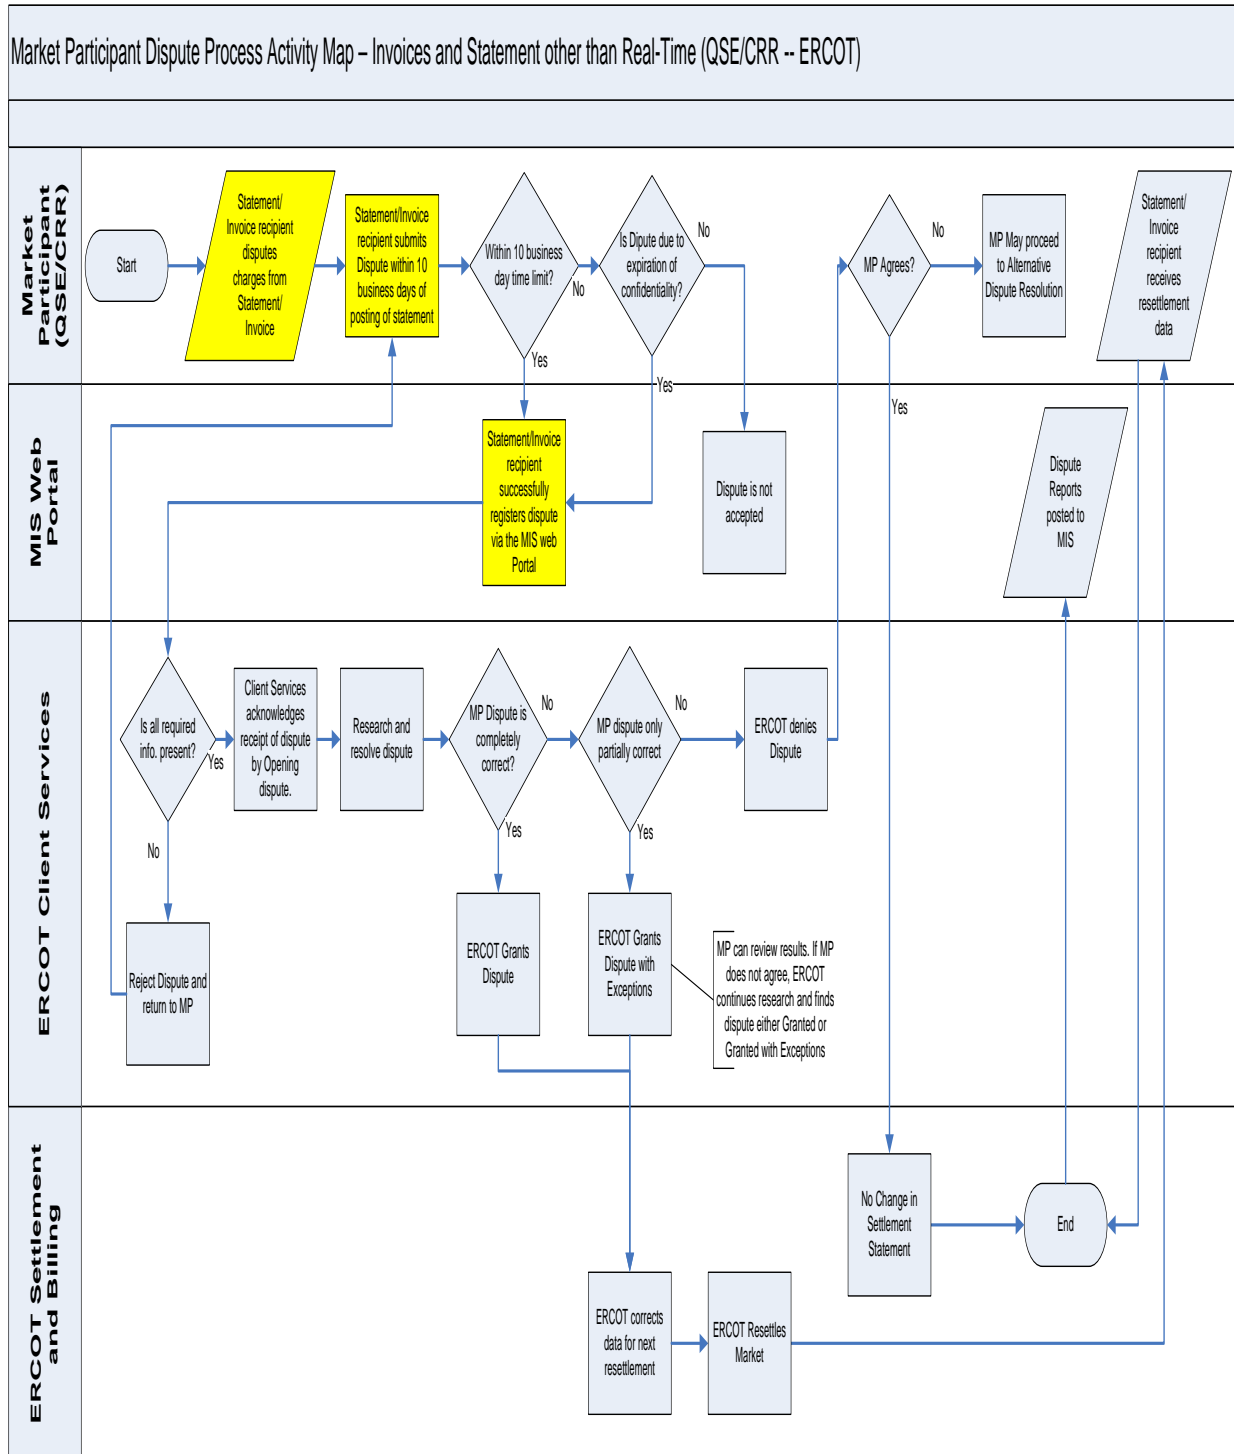 Market Participant Dispute Process Activity Map – Invoices and Statement other than Real-Time (QSE/CRR -- ERCOT)
Market
Participant
(QSE/CRR)
Start
Statement/
Invoice recipient
disputes
charges from
Statement/
Invoice
Statement/Invoice
recipient submits
Dispute within 10
business days of
posting of statement
Within 10 business
day time limit?
No
Yes
Is Dipute due to
expiration of
confidentiality?
No
Yes
MP Agrees?
No
Yes
MP May proceed
to Alternative
Dispute Resolution
Statement/
Invoice
recipient
receives
resettlement
data
MIS Web
Portal
Statement/Invoice
recipient
successfully
registers dispute
via the MIS web
Portal
Dispute is not
accepted
Dispute
Reports
posted to
MIS
ERCOT Client Services
Is all required
info. present?
Yes
No
Client Services
acknowledges
receipt of dispute
by Opening
dispute.
Research and
resolve dispute
MP Dispute is
completely
correct?
No
Yes
MP dispute only
partially correct
No
Yes
ERCOT denies
Dispute
Reject Dispute and
return to MP
ERCOT Grants
Dispute
ERCOT Grants
Dispute with
Exceptions
MP can review results. If MP
does not agree, ERCOT
continues research and finds
dispute either Granted or
Granted with Exceptions
ERCOT Settlement
and Billing
No Change in
Settlement
Statement
End
ERCOT corrects
data for next
resettlement
ERCOT Resettles
Market